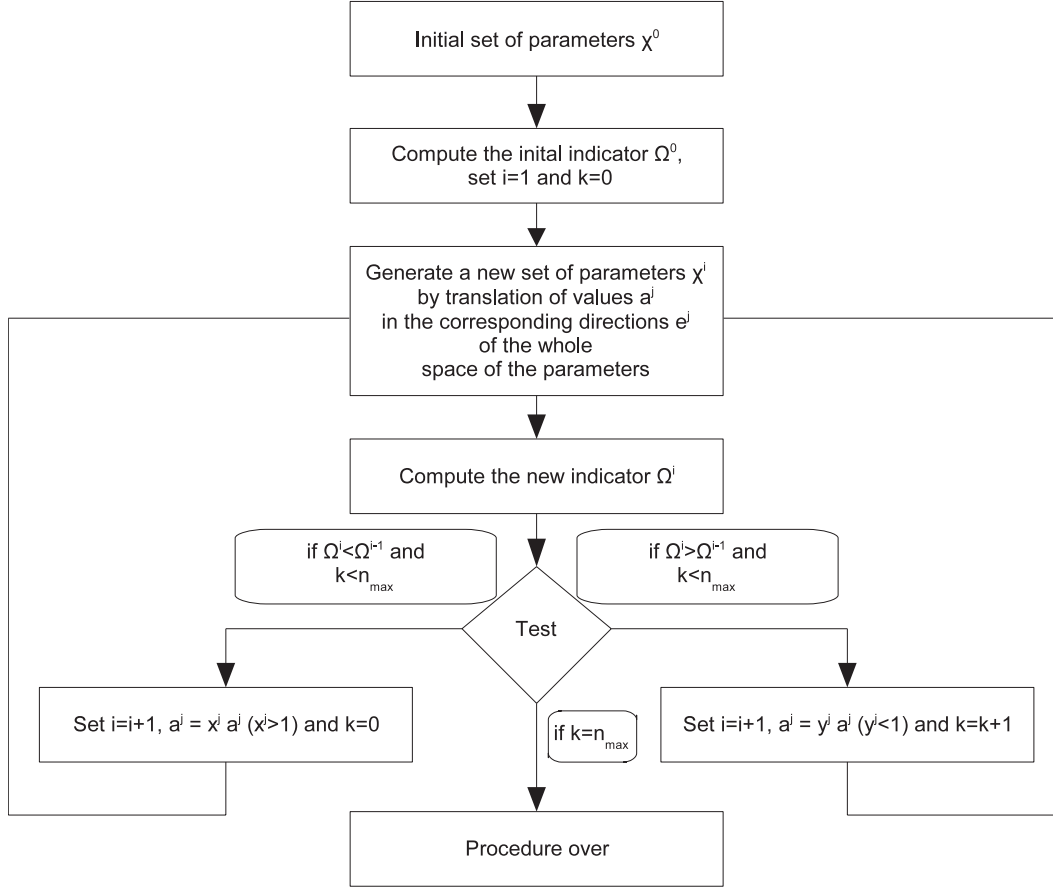 Initial set of parameters χ⁰
Compute the inital indicator Ω⁰,
set i=1 and k=0
Generate a new set of parameters χⁱ
by translation of values aʲ
in the corresponding directions eʲ
of the whole
space of the parameters
Compute the new indicator Ωⁱ
if Ωⁱ<Ωⁱ⁻¹ and
k<n_max
if Ωⁱ>Ωⁱ⁻¹ and
k<n_max
Test
Set i=i+1, aʲ = xʲ aʲ (xʲ>1) and k=0
if k=n_max
Set i=i+1, aʲ = yʲ aʲ (yʲ<1) and k=k+1
Procedure over